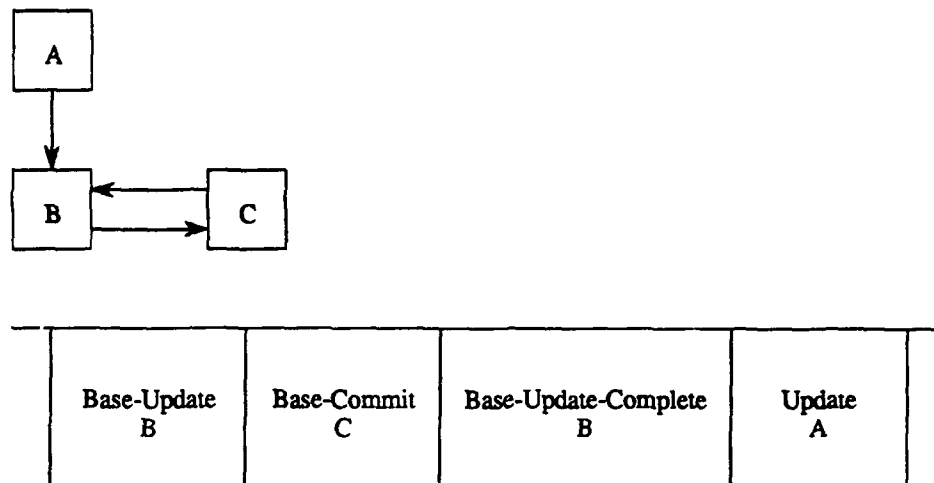 A
B
C
Base-Update
B
Base-Commit
C
Base-Update-Complete
B
Update
A